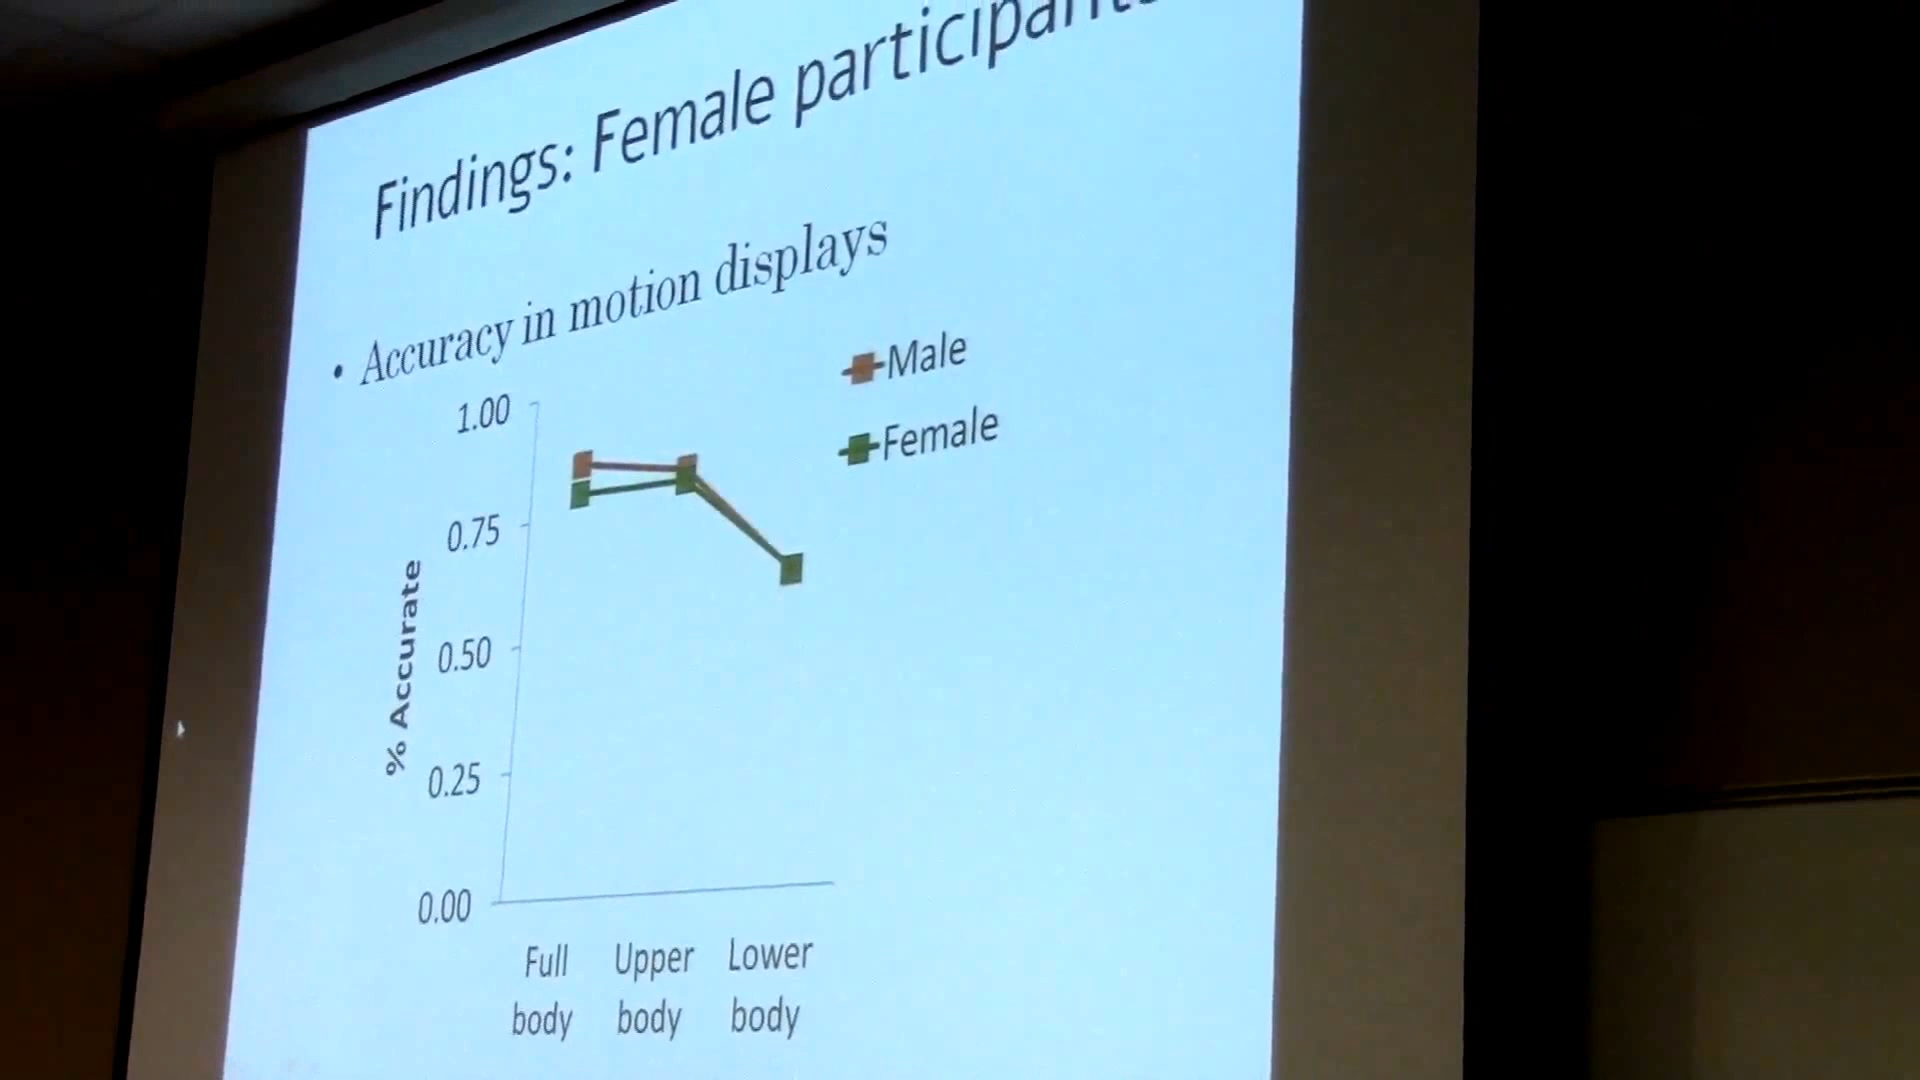 Findings: Female participants
• Accuracy in motion displays
Male
Female
1.00
0.75
0.50
0.25
0.00
% Accurate
Full body
Upper body
Lower body